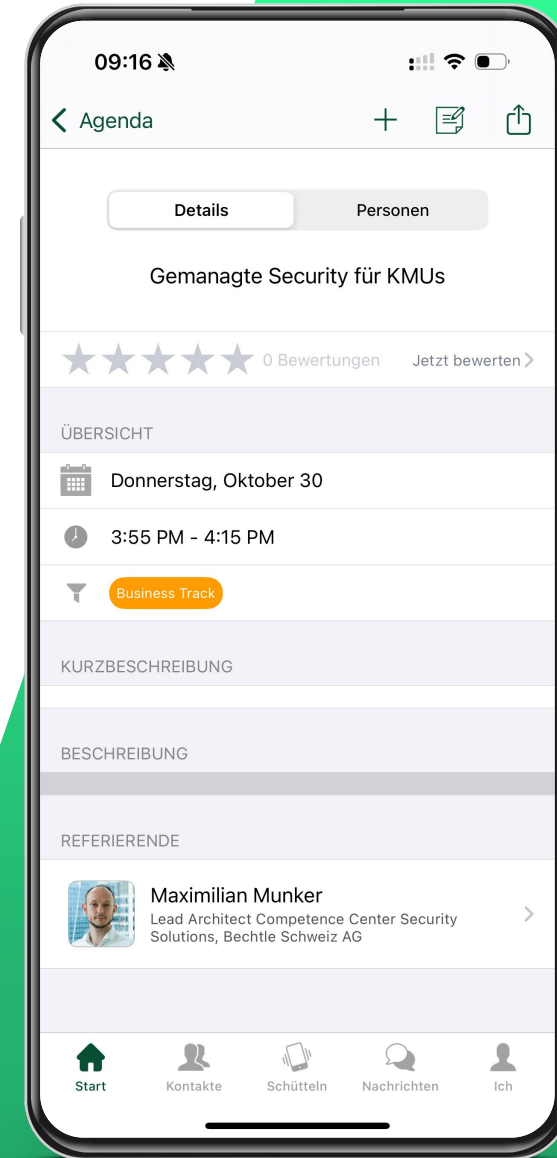 09:16
Agenda
Details Personen
Gemanagte Security für KMUs
0 Bewertungen Jetzt bewerten
ÜBERSICHT
Donnerstag, Oktober 30
3:55 PM - 4:15 PM
Business Track
KURZBESCHREIBUNG
BESCHREIBUNG
REFERIERENDE
Maximilian Munker
Lead Architect Competence Center Security
Solutions, Bechtle Schweiz AG
Start Kontakte Schütteln Nachrichten Ich